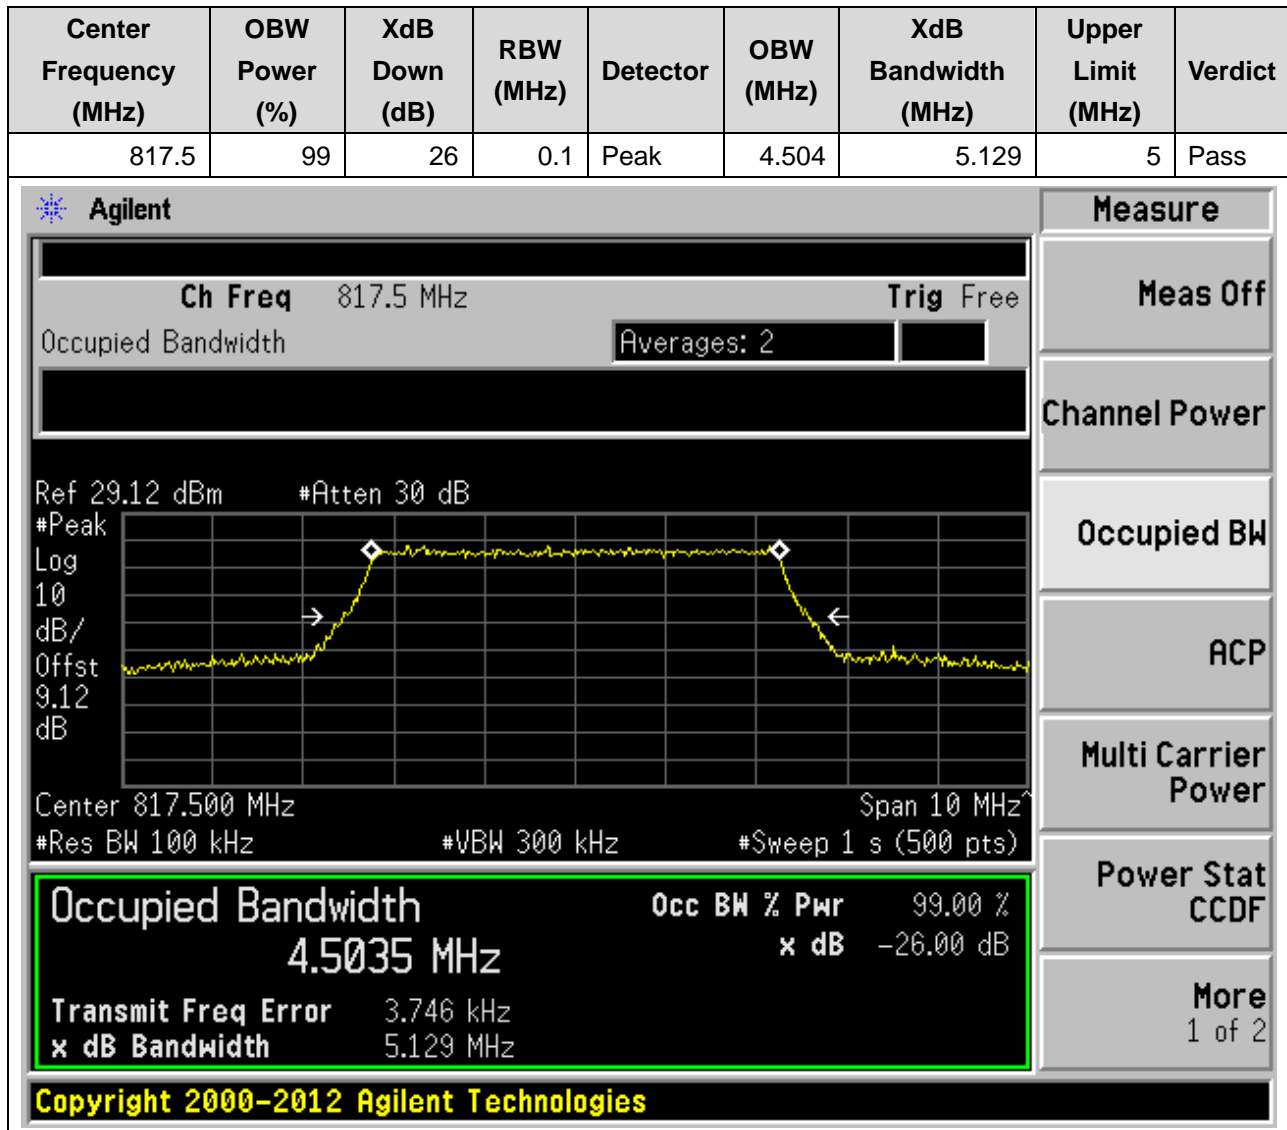 Center Frequency (MHz) OBW Power (%) XdB Down (dB) RBW (MHz) Detector OBW (MHz) XdB Bandwidth (MHz) Upper Limit (MHz) Verdict
817.5 99 26 0.1 Peak 4.504 5.129 5 Pass
Agilent
Measure
Ch Freq 817.5 MHz Trig Free
Meas Off
Occupied Bandwidth Averages: 2
Channel Power
Ref 29.12 dBm #Atten 30 dB
#Peak
Log
10
dB/
Offst
9.12
dB
Occupied BW
ACP
Multi Carrier
Power
Center 817.500 MHz Span 10 MHz^
#Res BW 100 kHz #VBW 300 kHz #Sweep 1 s (500 pts)
Power Stat
CCDF
Occupied Bandwidth Occ BW % Pwr 99.00 %
4.5035 MHz x dB -26.00 dB
Transmit Freq Error 3.746 kHz
x dB Bandwidth 5.129 MHz
More
1 of 2
Copyright 2000-2012 Agilent Technologies